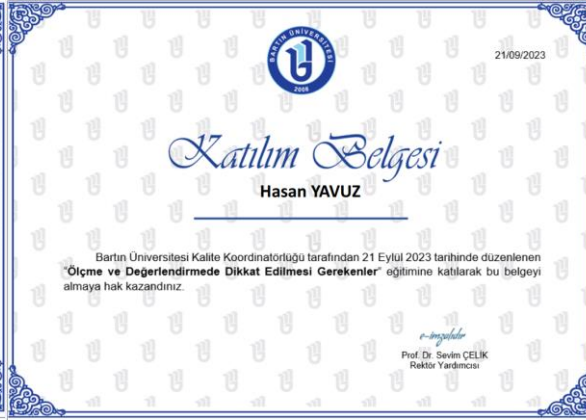 BARTIN ÜNİVERSİTESİ
2008
21/09/2023
Katılım Belgesi
Hasan YAVUZ
Bartın Üniversitesi Kalite Koordinatörlüğü tarafından 21 Eylül 2023 tarihinde düzenlenen
"Ölçme ve Değerlendirmede Dikkat Edilmesi Gerekenler" eğitimine katılarak bu belgeyi
almaya hak kazandınız.
e-imzalıdır
Prof. Dr. Sevim ÇELİK
Rektör Yardımcısı